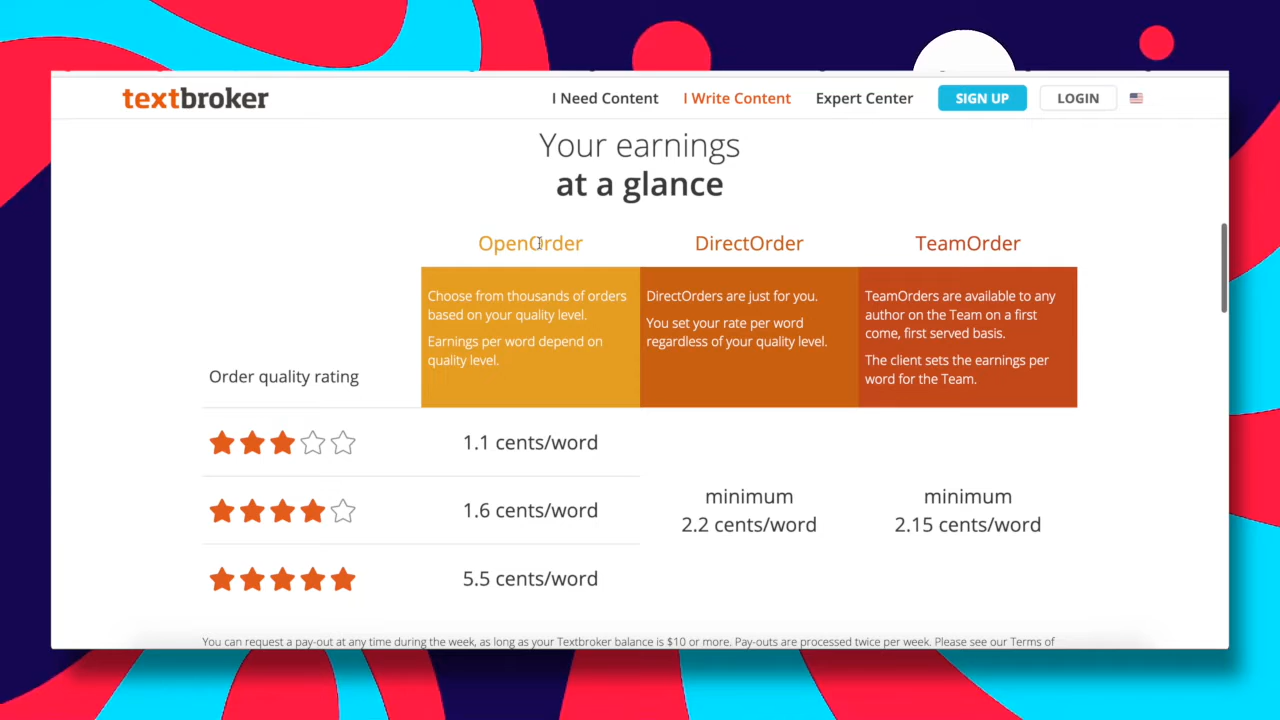 textbroker
I Need Content
I Write Content
Expert Center
SIGN UP
LOGIN
Your earnings
at a glance
OpenOrder
DirectOrder
TeamOrder
Choose from thousands of orders
based on your quality level.
Earnings per word depend on
quality level.
DirectOrders are just for you.
You set your rate per word
regardless of your quality level.
TeamOrders are available to any
author on the Team on a first
come, first served basis.
The client sets the earnings per
word for the Team.
Order quality rating
1.1 cents/word
1.6 cents/word
5.5 cents/word
minimum
2.2 cents/word
minimum
2.15 cents/word
You can request a pay-out at any time during the week, as long as your Textbroker balance is $10 or more. Pay-outs are processed twice per week. Please see our Terms of